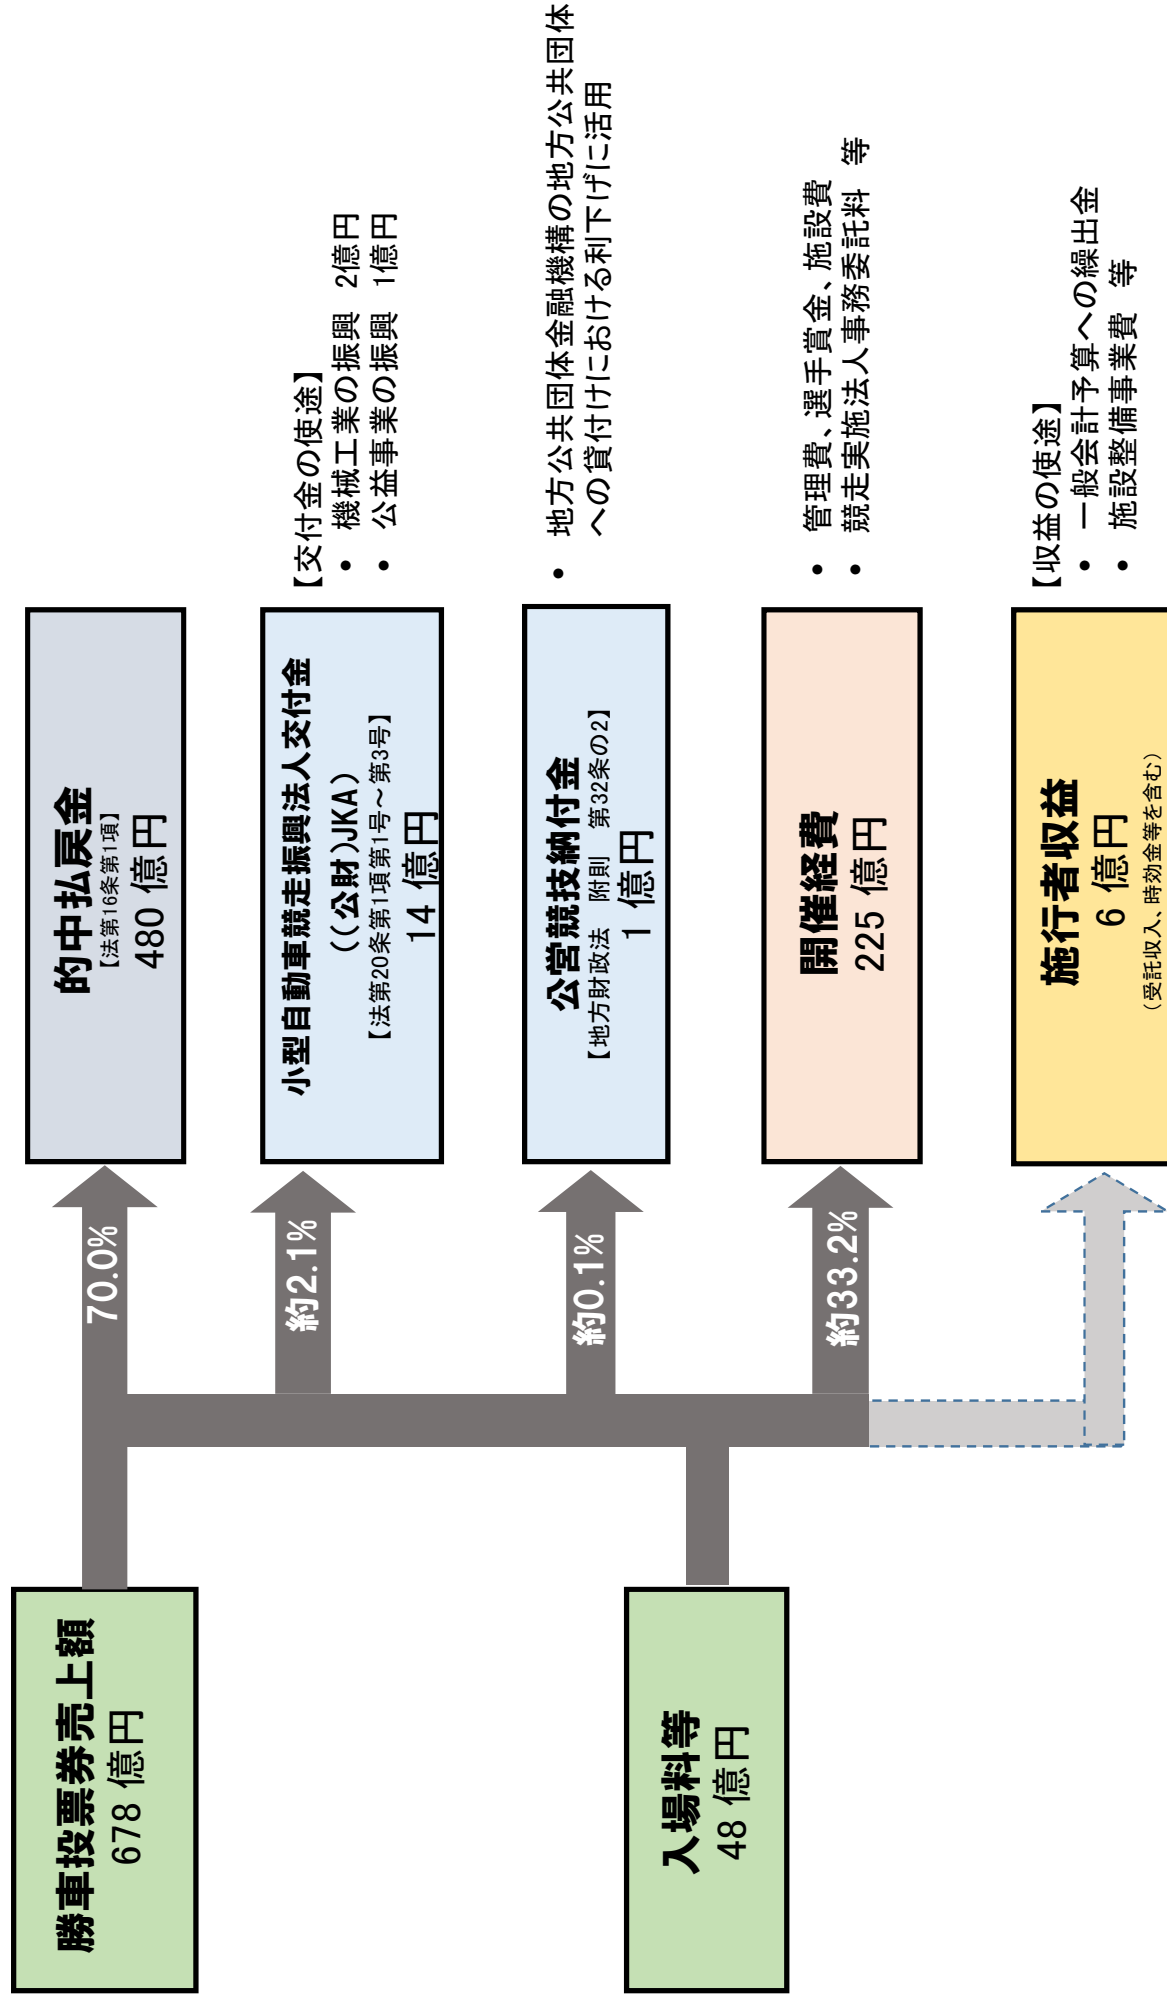 勝車投票券売上額
678 億円
入場料等
48 億円
70.0%
約2.1%
約0.1%
約33.2%
的中払戻金
【法第16条第1項】
480 億円
小型自動車競走振興法人交付金
((公財)JKA)
【法第20条第1項第1号～第3号】
14 億円
【交付金の使途】
• 機械工業の振興 2億円
• 公益事業の振興 1億円
公営競技納付金
【地方財政法 附則 第32条の2】
1 億円
• 地方公共団体金融機構の地方公共団体
への貸付けにおける利下げに活用
開催経費
225 億円
• 管理費、選手賞金、施設費
• 競走実施法人事務委託料 等
施行者収益
6 億円
(受託収入、時効金等を含む)
【収益の使途】
• 一般会計予算への繰出金
• 施設整備事業費 等